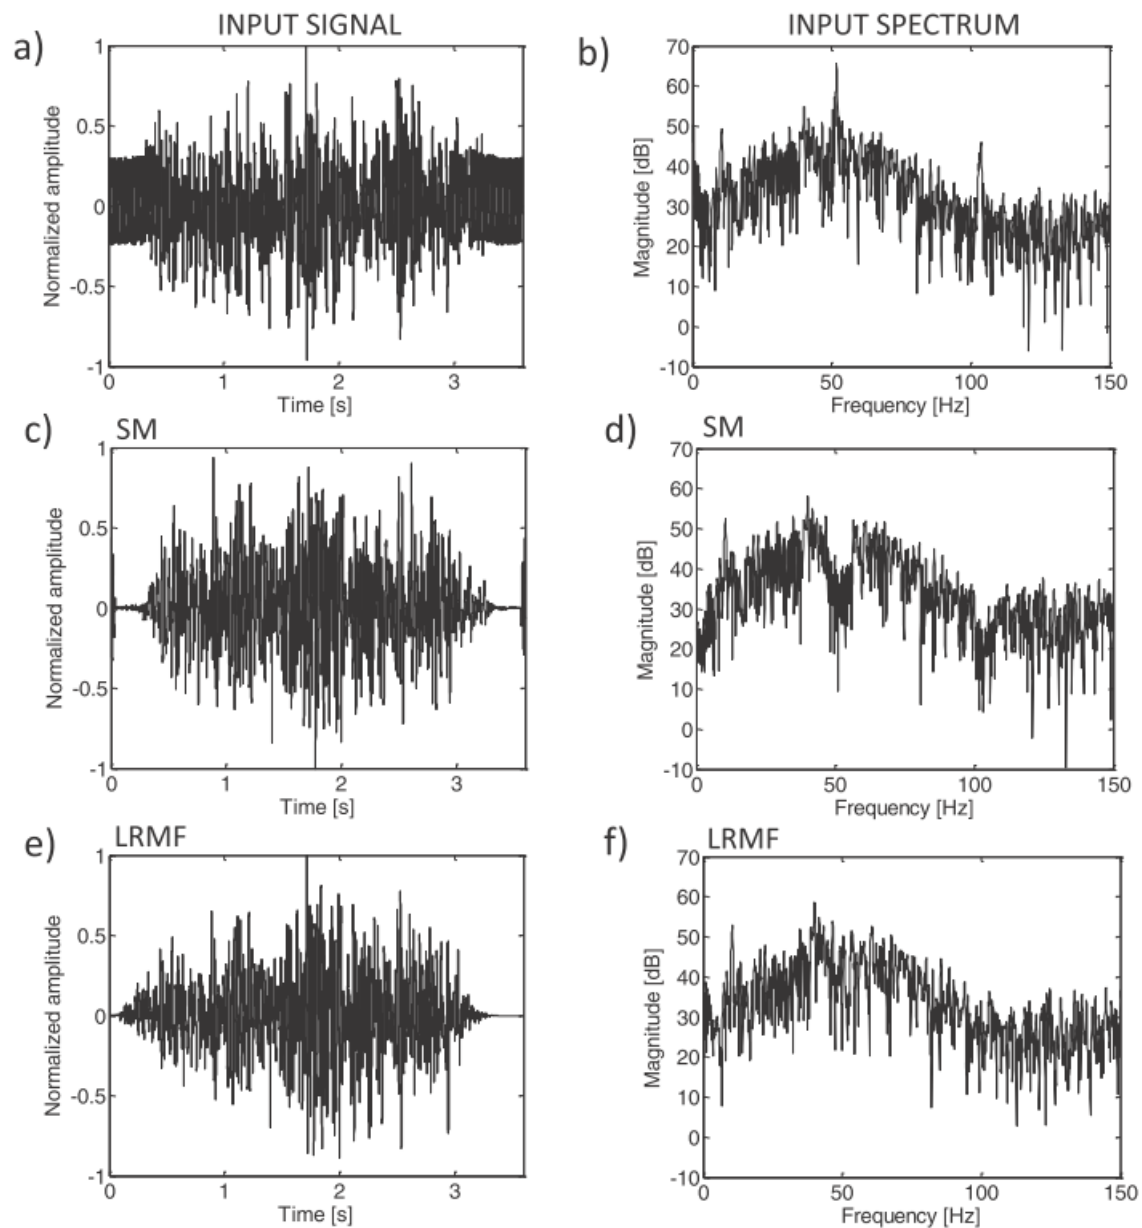 INPUT SIGNAL
INPUT SPECTRUM
a)
Normalized amplitude
1
0.5
0
-0.5
-1
0 1 2 3
Time [s]
b)
Magnitude [dB]
70
60
50
40
30
20
10
0
-10
0 50 100 150
Frequency [Hz]
c)
SM
Normalized amplitude
1
0.5
0
-0.5
-1
0 1 2 3
Time [s]
d)
SM
Magnitude [dB]
70
60
50
40
30
20
10
0
-10
0 50 100 150
Frequency [Hz]
e)
LRMF
Normalized amplitude
1
0.5
0
-0.5
-1
0 1 2 3
Time [s]
f)
LRMF
Magnitude [dB]
70
60
50
40
30
20
10
0
-10
0 50 100 150
Frequency [Hz]